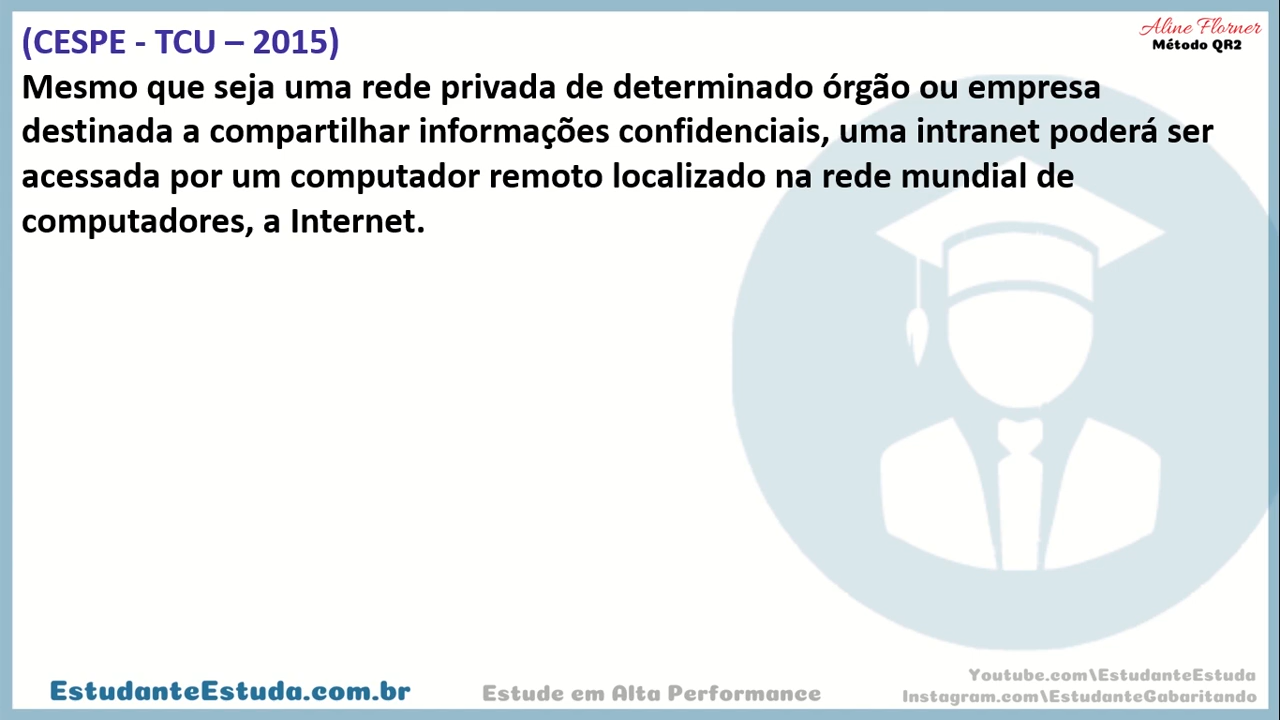 (CESPE - TCU – 2015)
Aline Florner
Método QR2
Mesmo que seja uma rede privada de determinado órgão ou empresa
destinada a compartilhar informações confidenciais, uma intranet poderá ser
acessada por um computador remoto localizado na rede mundial de
computadores, a Internet.
EstudanteEstuda.com.br
Estude em Alta Performance
Youtube.com\EstudanteEstuda
Instagram.com\EstudanteGabaritando